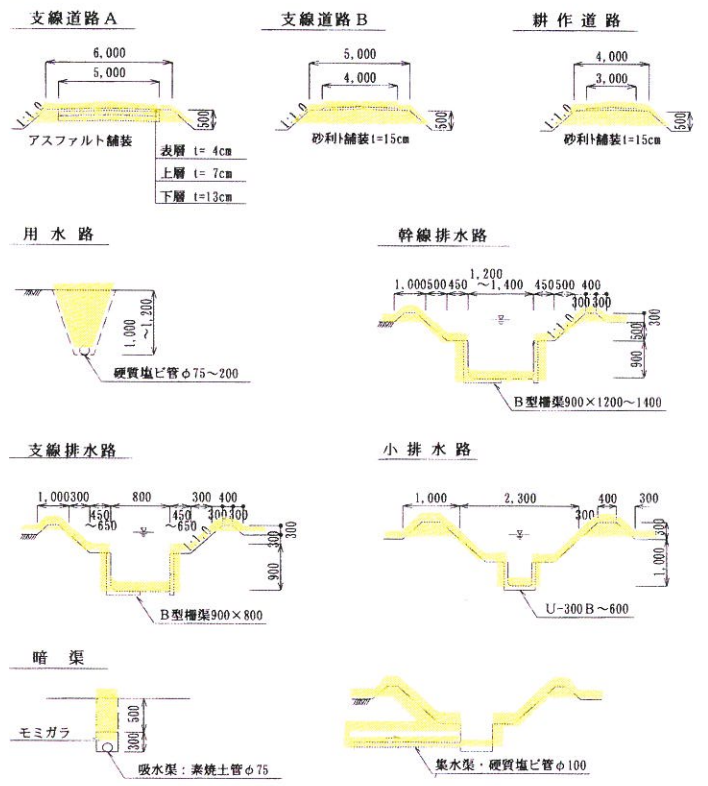 支線道路A
6,000
5,000
1:1.0
500
アスファルト舗装
表層 t= 4cm
上層 t= 7cm
下層 t=13cm
支線道路B
5,000
4,000
1:1.0
500
砂利ト舗装t=15cm
耕作道路
4,000
3,000
1:1.0
500
砂利ト舗装t=15cm
用水路
1,000
～1,200
硬質塩ビ管φ75～200
幹線排水路
1,200
～1,400
1,000 500 450 450 500 400
300 300
1:1.0
300
500
900
B型柵渠900×1200～1400
支線排水路
1,000 300 800 300 400
450
～650
450
～650
300 300
1:1.0
300
300
900
B型柵渠900×800
小排水路
1,000 2,300 400 300
300
300
1,000
U-300B～600
暗渠
500
300
モミガラ
吸水渠：素焼土管φ75
集水渠・硬質塩ビ管φ100